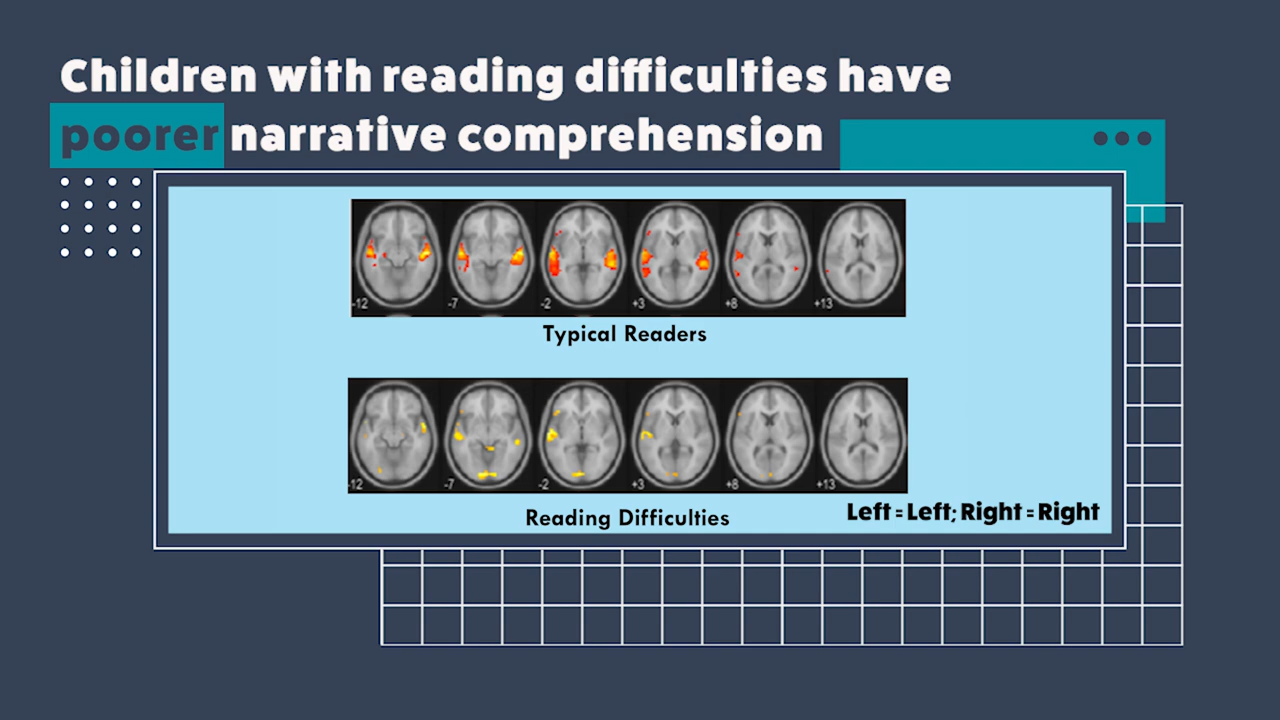 Children with reading difficulties have
poorer narrative comprehension
-12 -7 -2 +3 +8 +13
Typical Readers
-12 -7 -2 +3 +8 +13
Reading Difficulties
Left = Left; Right = Right